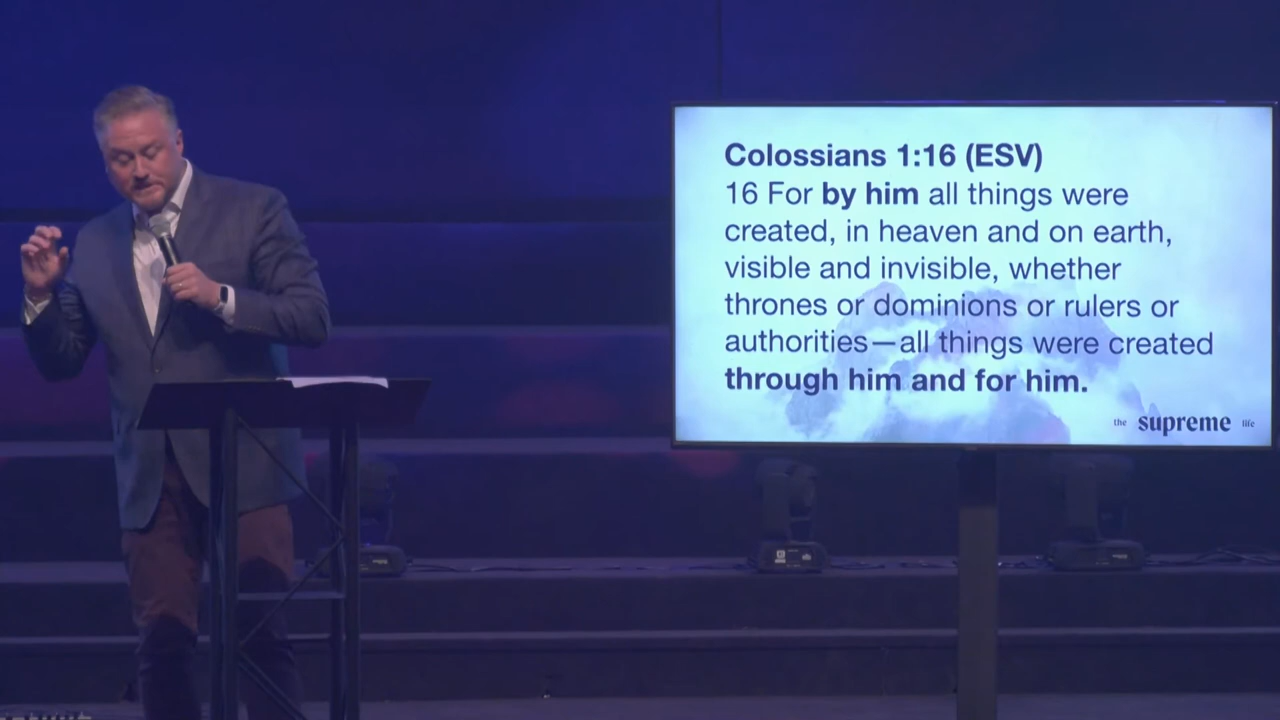 Colossians 1:16 (ESV)
16 For by him all things were
created, in heaven and on earth,
visible and invisible, whether
thrones or dominions or rulers or
authorities—all things were created
through him and for him.
the supreme life